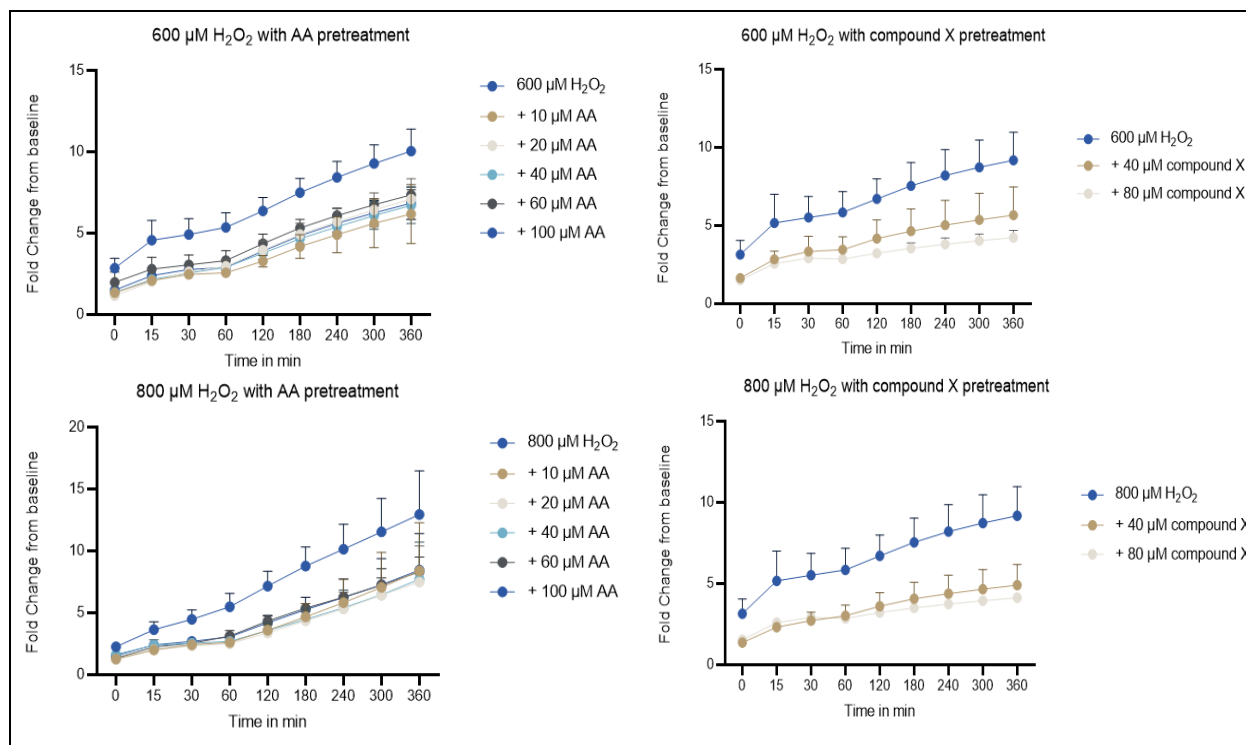 600 µM H₂O₂ with AA pretreatment
Fold Change from baseline
15
10
5
0
0 15 30 60 120 180 240 300 360
Time in min
600 µM H₂O₂
+ 10 µM AA
+ 20 µM AA
+ 40 µM AA
+ 60 µM AA
+ 100 µM AA
600 µM H₂O₂ with compound X pretreatment
Fold Change from baseline
15
10
5
0
0 15 30 60 120 180 240 300 360
Time in min
600 µM H₂O₂
+ 40 µM compound X
+ 80 µM compound X
800 µM H₂O₂ with AA pretreatment
Fold Change from baseline
20
15
10
5
0
0 15 30 60 120 180 240 300 360
Time in min
800 µM H₂O₂
+ 10 µM AA
+ 20 µM AA
+ 40 µM AA
+ 60 µM AA
+ 100 µM AA
800 µM H₂O₂ with compound X pretreatment
Fold Change from baseline
15
10
5
0
0 15 30 60 120 180 240 300 360
Time in min
800 µM H₂O₂
+ 40 µM compound X
+ 80 µM compound X